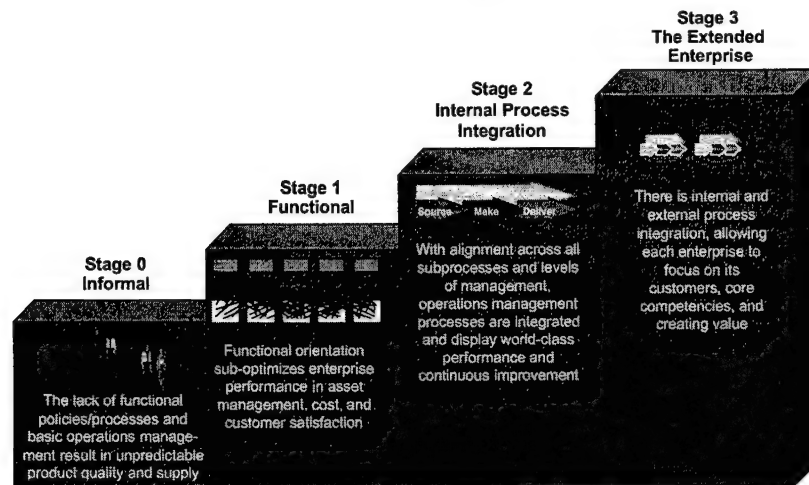 Stage 3
The Extended
Enterprise
There is internal and
external process
integration, allowing
each enterprise to
focus on its
customers, core
competencies, and
creating value
Stage 2
Internal Process
Integration
Source Make Deliver
With alignment across all
subprocesses and levels
of management,
operations management
processes are integrated
and display world-class
performance and
continuous improvement
Stage 1
Functional
Functional orientation
sub-optimizes enterprise
performance in asset
management, cost, and
customer satisfaction
Stage 0
Informal
The lack of functional
policies/processes and
basic operations manage-
ment result in unpredictable
product quality and supply